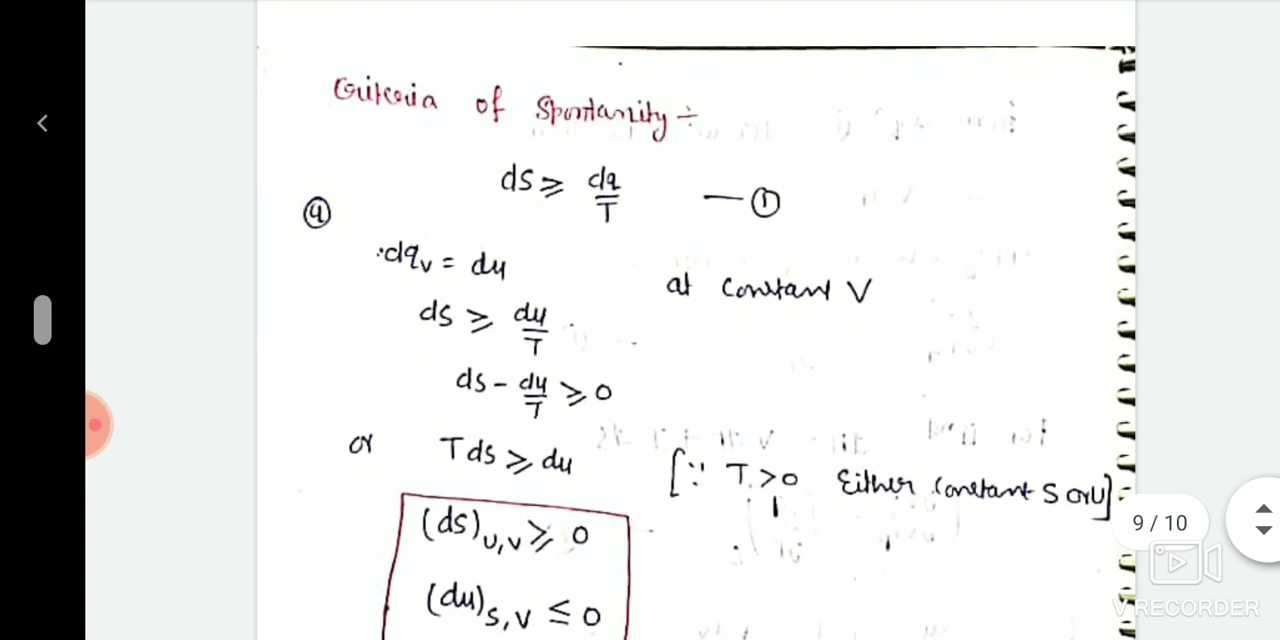 Criteria of Spontanity ÷
dS ≥ dq/T — ①
④
∴dqv = du at constant V
ds ≥ du/T
ds - du/T ≥ 0
or Tds ≥ du [∵ T >0 Either constant S or U]
(ds)U,V ≥ 0
(du)S,V ≤ 0
9 / 10
V RECORDER